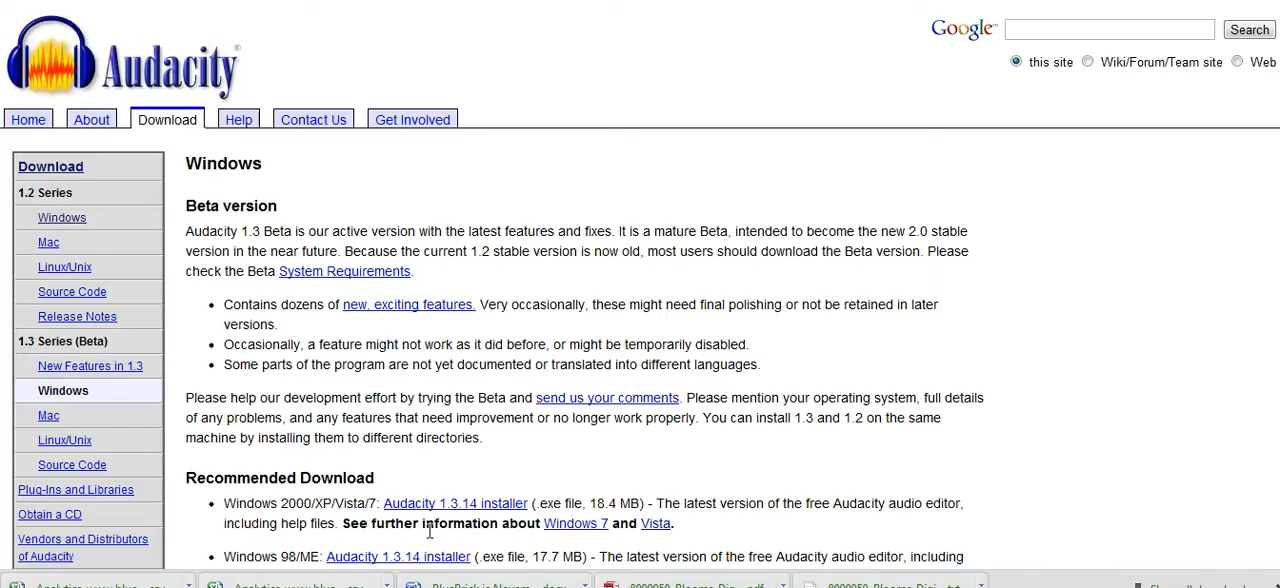 Audacity®
Google™ Search
this site Wiki/Forum/Team site Web
Home About Download Help Contact Us Get Involved
Download
1.2 Series
Windows
Mac
Linux/Unix
Source Code
Release Notes
1.3 Series (Beta)
New Features in 1.3
Windows
Mac
Linux/Unix
Source Code
Plug-Ins and Libraries
Obtain a CD
Vendors and Distributors
of Audacity
Windows
Beta version
Audacity 1.3 Beta is our active version with the latest features and fixes. It is a mature Beta, intended to become the new 2.0 stable
version in the near future. Because the current 1.2 stable version is now old, most users should download the Beta version. Please
check the Beta System Requirements.
• Contains dozens of new, exciting features. Very occasionally, these might need final polishing or not be retained in later
versions.
• Occasionally, a feature might not work as it did before, or might be temporarily disabled.
• Some parts of the program are not yet documented or translated into different languages.
Please help our development effort by trying the Beta and send us your comments. Please mention your operating system, full details
of any problems, and any features that need improvement or no longer work properly. You can install 1.3 and 1.2 on the same
machine by installing them to different directories.
Recommended Download
• Windows 2000/XP/Vista/7: Audacity 1.3.14 installer (.exe file, 18.4 MB) - The latest version of the free Audacity audio editor,
including help files. See further information about Windows 7 and Vista.
• Windows 98/ME: Audacity 1.3.14 installer (.exe file, 17.7 MB) - The latest version of the free Audacity audio editor, including